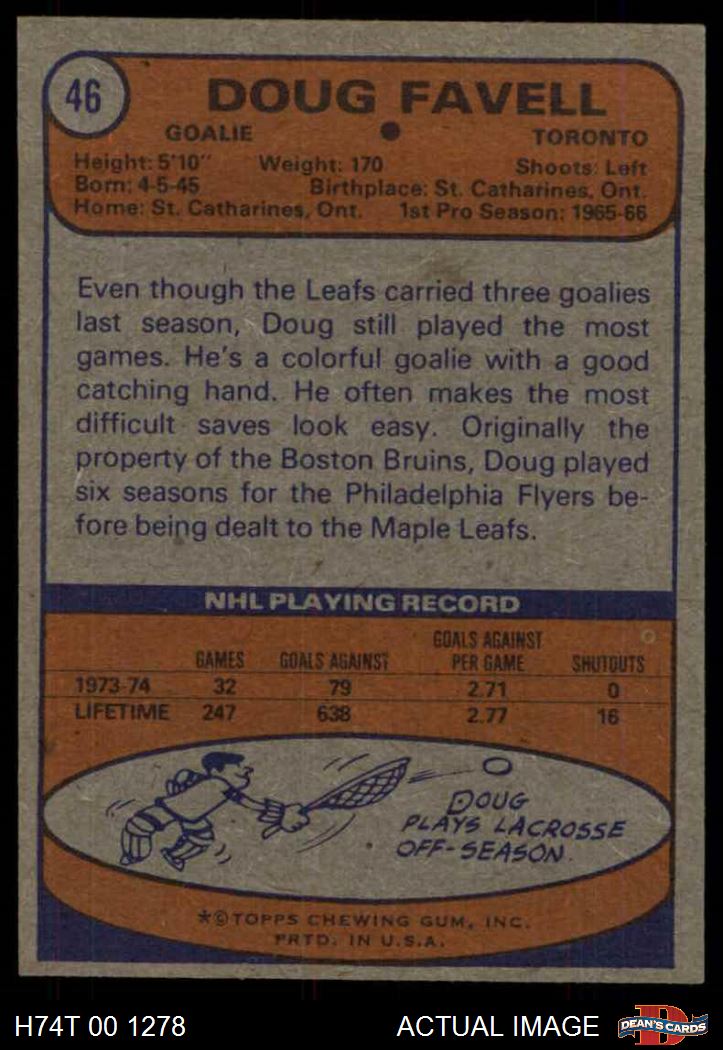 46
DOUG FAVELL
GOALIE ● TORONTO
Height: 5'10" Weight: 170 Shoots: Left
Born: 4-5-45 Birthplace: St. Catharines, Ont.
Home: St. Catharines, Ont. 1st Pro Season: 1965-66
Even though the Leafs carried three goalies
last season, Doug still played the most
games. He's a colorful goalie with a good
catching hand. He often makes the most
difficult saves look easy. Originally the
property of the Boston Bruins, Doug played
six seasons for the Philadelphia Flyers be-
fore being dealt to the Maple Leafs.
NHL PLAYING RECORD
GAMES GOALS AGAINST GOALS AGAINST PER GAME SHUTOUTS
1973-74 32 79 2.71 0
LIFETIME 247 638 2.77 16
DOUG
PLAYS LACROSSE
OFF-SEASON.
*©TOPPS CHEWING GUM, INC.
PRTD. IN U.S.A.
H74T 00 1278 ACTUAL IMAGE D DEAN'S CARDS